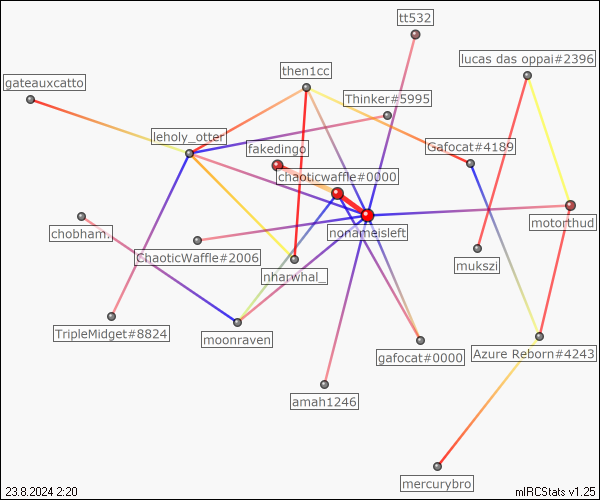 tt532
lucas das oppai#2396
then1cc
gateauxcatto
Thinker#5995
leholy_otter
Gafocat#4189
fakedingo
chaoticwaffle#0000
motorthud
chobham.
nonameisleft
ChaoticWaffle#2006
mukszi
nharwhal_
TripleMidget#8824
moonraven
gafocat#0000
Azure Reborn#4243
amah1246
mercurybro
23.8.2024 2:20
mIRCStats v1.25